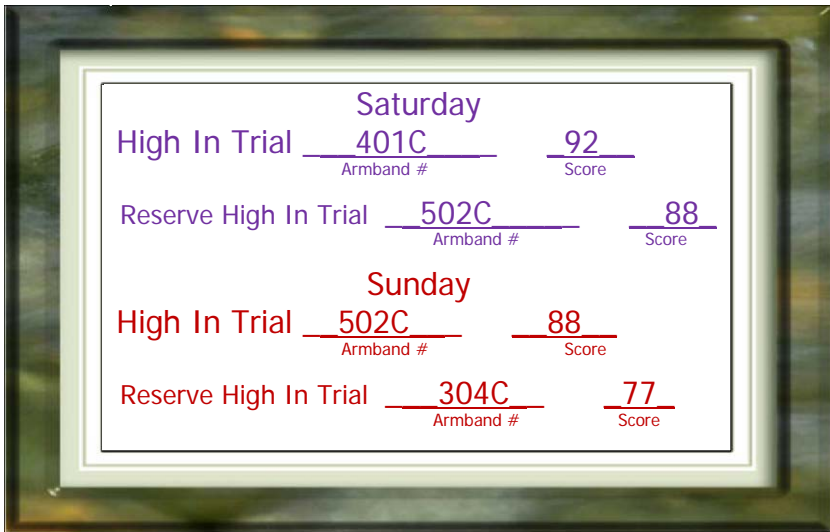 Saturday
High In Trial ___401C____ _92__
Armband # Score
Reserve High In Trial __502C_____ __88_
Armband # Score
Sunday
High In Trial __502C___ __88__
Armband # Score
Reserve High In Trial ___304C__ _77_
Armband # Score